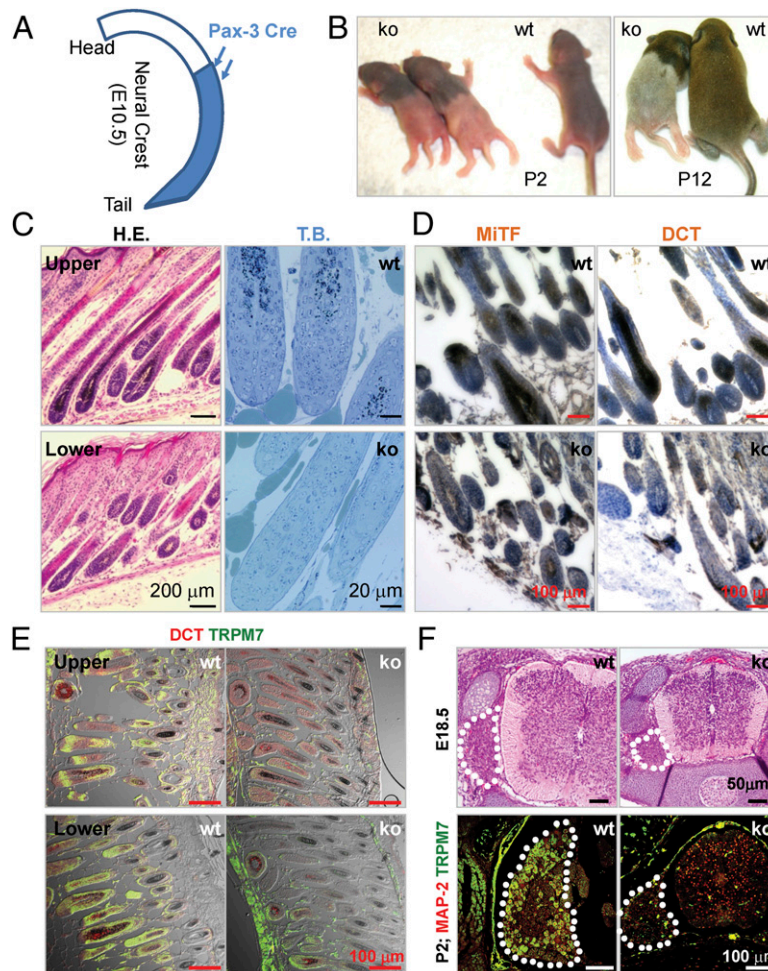 A
Pax-3 Cre
Head
Neural Crest
(E10.5)
Tail
B
ko
wt
P2
ko
wt
P12
C
H.E.
T.B.
Upper
wt
Lower
ko
200 μm
20 μm
D
MiTF
DCT
wt
wt
ko
ko
100 μm
100 μm
E
DCT TRPM7
Upper
wt
ko
Lower
wt
ko
100 μm
F
E18.5
wt
ko
50μm
P2; MAP-2 TRPM7
wt
ko
100 μm